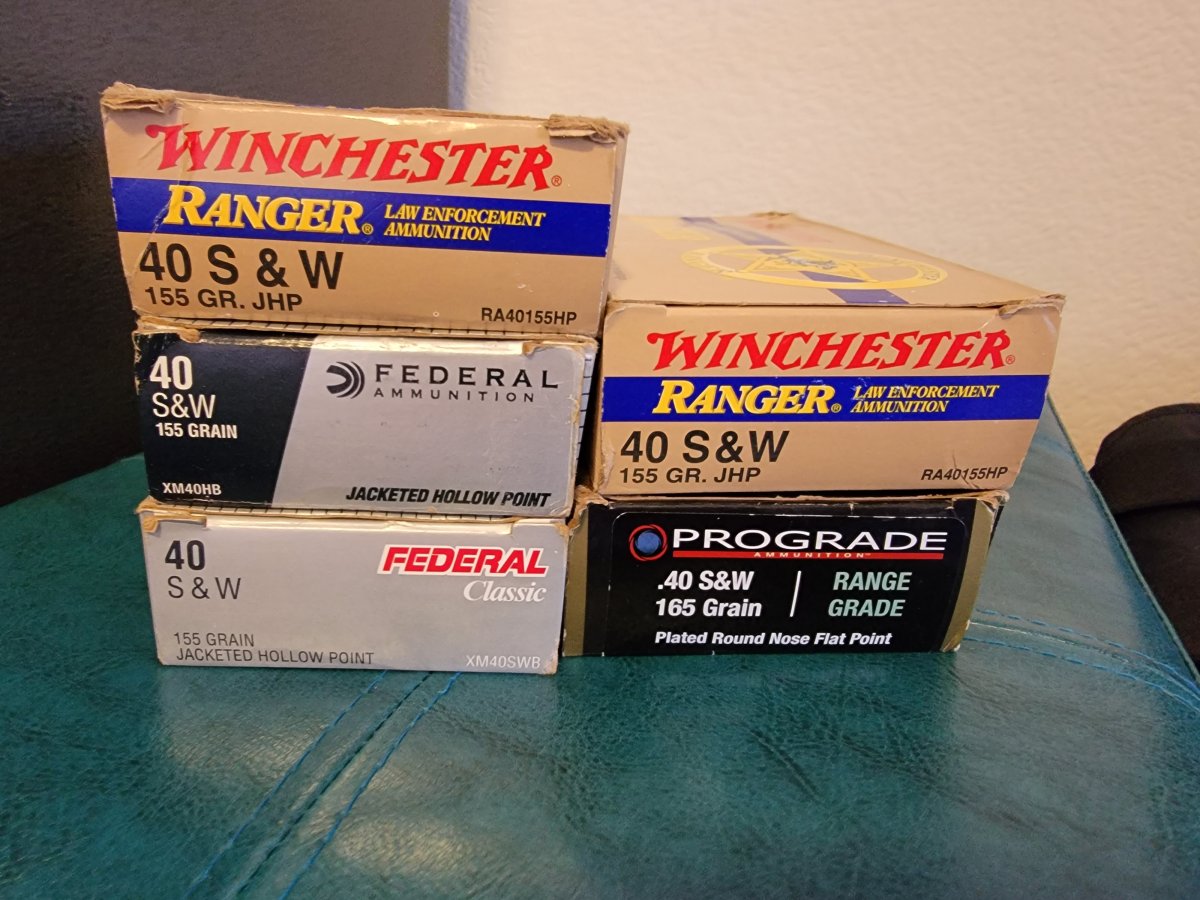 WINCHESTER®
RANGER® LAW ENFORCEMENT
AMMUNITION
40 S & W
155 GR. JHP
RA40155HP
40
S&W
155 GRAIN
XM40HB
FEDERAL
AMMUNITION
JACKETED HOLLOW POINT
40
S & W
FEDERAL
Classic
155 GRAIN
JACKETED HOLLOW POINT
XM40SWB
WINCHESTER®
RANGER® LAW ENFORCEMENT
AMMUNITION
40 S&W
155 GR. JHP
RA40155HP
PROGRADE
AMMUNITION™
.40 S&W
165 Grain
RANGE
GRADE
Plated Round Nose Flat Point